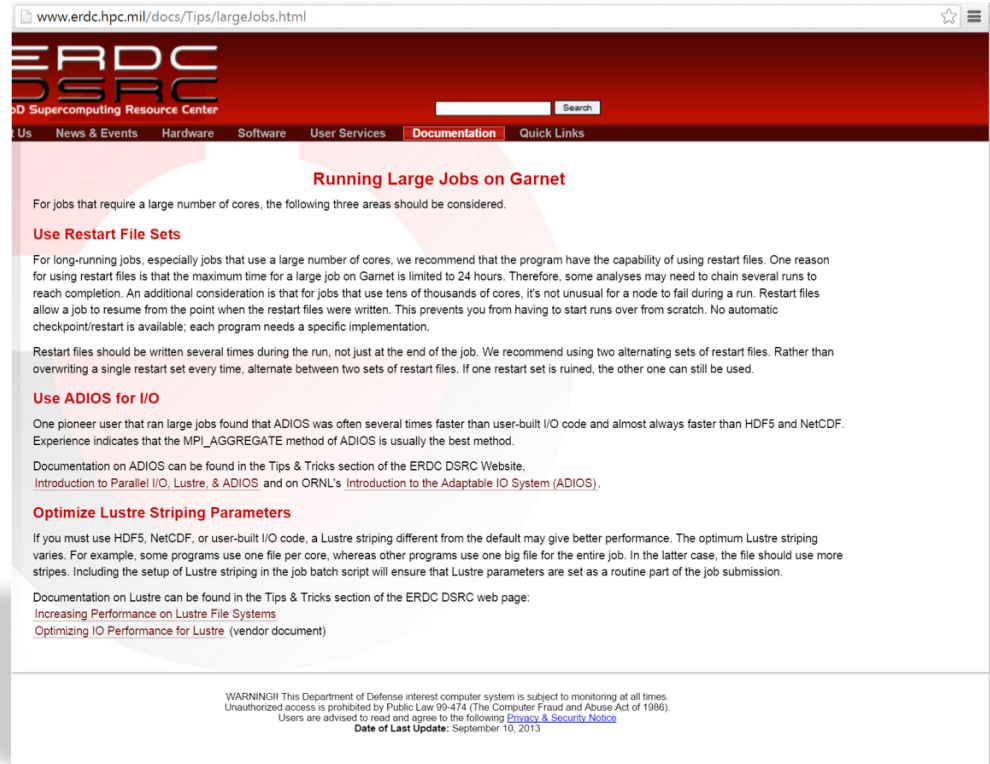 www.erdc.hpc.mil/docs/Tips/largeJobs.html
ERDC
DSRC
oD Supercomputing Resource Center
Search
t Us News & Events Hardware Software User Services Documentation Quick Links
Running Large Jobs on Garnet
For jobs that require a large number of cores, the following three areas should be considered.
Use Restart File Sets
For long-running jobs, especially jobs that use a large number of cores, we recommend that the program have the capability of using restart files. One reason
for using restart files is that the maximum time for a large job on Garnet is limited to 24 hours. Therefore, some analyses may need to chain several runs to
reach completion. An additional consideration is that for jobs that use tens of thousands of cores, it's not unusual for a node to fail during a run. Restart files
allow a job to resume from the point when the restart files were written. This prevents you from having to start runs over from scratch. No automatic
checkpoint/restart is available; each program needs a specific implementation.
Restart files should be written several times during the run, not just at the end of the job. We recommend using two alternating sets of restart files. Rather than
overwriting a single restart set every time, alternate between two sets of restart files. If one restart set is ruined, the other one can still be used.
Use ADIOS for I/O
One pioneer user that ran large jobs found that ADIOS was often several times faster than user-built I/O code and almost always faster than HDF5 and NetCDF.
Experience indicates that the MPI_AGGREGATE method of ADIOS is usually the best method.
Documentation on ADIOS can be found in the Tips & Tricks section of the ERDC DSRC Website,
Introduction to Parallel I/O, Lustre, & ADIOS and on ORNL's Introduction to the Adaptable IO System (ADIOS).
Optimize Lustre Striping Parameters
If you must use HDF5, NetCDF, or user-built I/O code, a Lustre striping different from the default may give better performance. The optimum Lustre striping
varies. For example, some programs use one file per core, whereas other programs use one big file for the entire job. In the latter case, the file should use more
stripes. Including the setup of Lustre striping in the job batch script will ensure that Lustre parameters are set as a routine part of the job submission.
Documentation on Lustre can be found in the Tips & Tricks section of the ERDC DSRC web page:
Increasing Performance on Lustre File Systems
Optimizing IO Performance for Lustre (vendor document)
WARNING!! This Department of Defense interest computer system is subject to monitoring at all times.
Unauthorized access is prohibited by Public Law 99-474 (The Computer Fraud and Abuse Act of 1986).
Users are advised to read and agree to the following Privacy & Security Notice
Date of Last Update: September 10, 2013